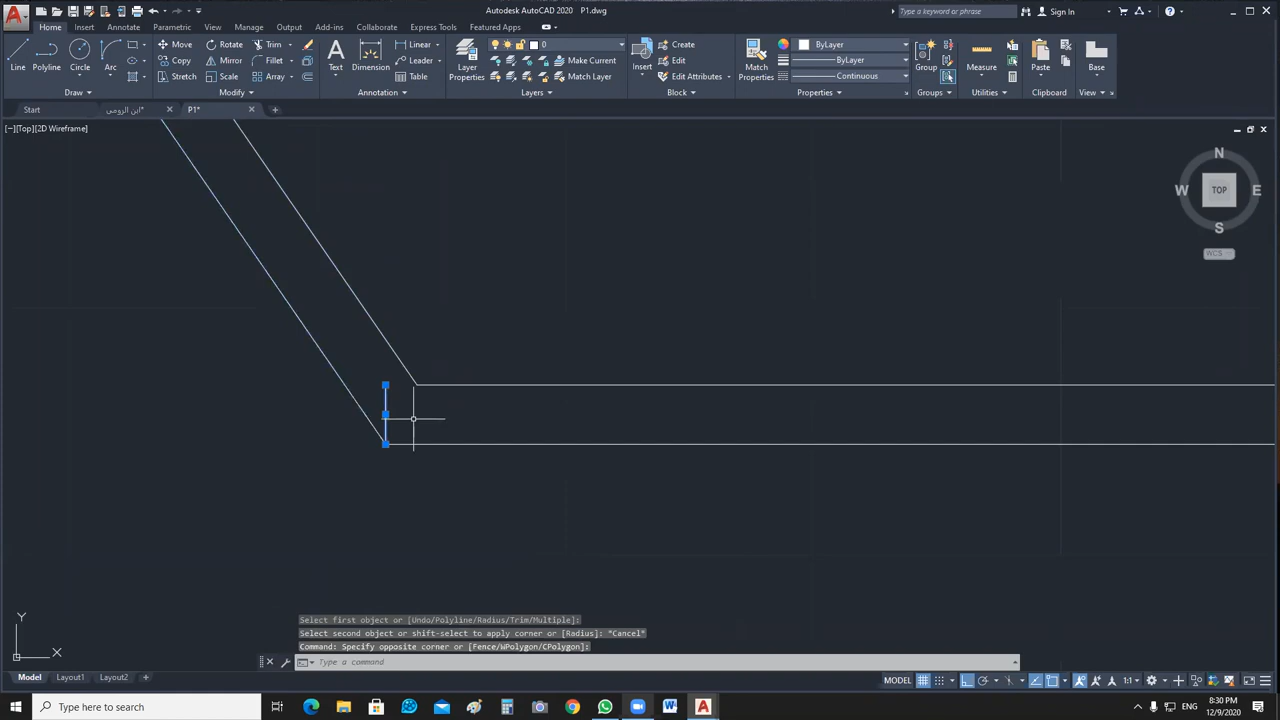 Autodesk AutoCAD 2020 P1.dwg
Type a keyword or phrase
Sign In
Home Insert Annotate Parametric View Manage Output Add-ins Collaborate Express Tools
Line Polyline Circle Arc
Move Rotate Trim
Copy Mirror Fillet
Stretch Scale Array
Text Dimension
Linear
Leader
Table
Layer Properties
0
Make Current
Match Layer
Insert
Create
Edit
Edit Attributes
Match Properties
ByLayer
ByLayer
Continuous
Group
Measure
Paste
Base
Draw Modify Annotation Layers Block Properties Groups Utilities Clipboard View
Start ابن الرومى* P1*
[−][Top][2D Wireframe]
N
W TOP E
S
WCS
Y
X
Select first object or [Undo/Polyline/Radius/Trim/Multiple]:
Select second object or shift-select to apply corner or [Radius]: *Cancel*
Command: Specify opposite corner or [Fence/WPolygon/CPolygon]:
Type a command
Model Layout1 Layout2 +
MODEL 1:1
Type here to search
ENG
8:30 PM
12/9/2020